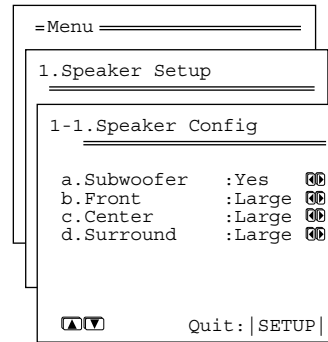 =Menu
1.Speaker Setup
1-1.Speaker Config
a.Subwoofer :Yes
b.Front :Large
c.Center :Large
d.Surround :Large
Quit:|SETUP|